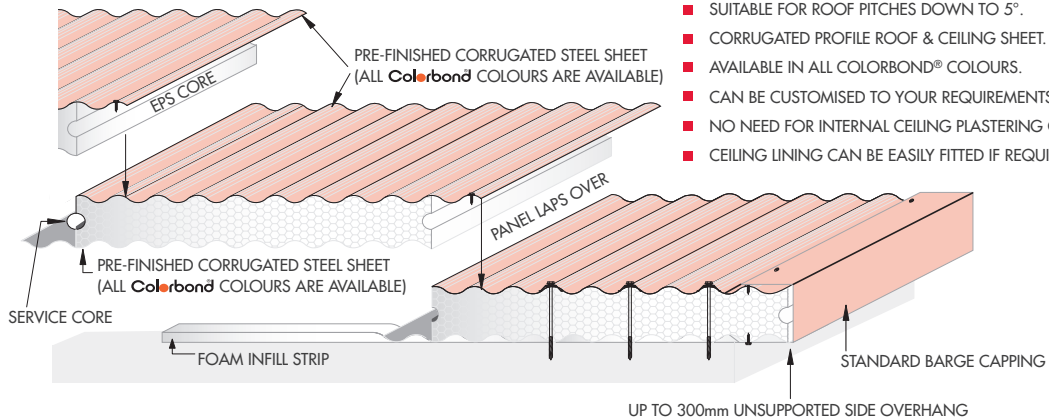 SUITABLE FOR ROOF PITCHES DOWN TO 5°.
CORRUGATED PROFILE ROOF & CEILING SHEET.
AVAILABLE IN ALL COLORBOND® COLOURS.
CAN BE CUSTOMISED TO YOUR REQUIREMENTS
NO NEED FOR INTERNAL CEILING PLASTERING
CEILING LINING CAN BE EASILY FITTED IF
PRE-FINISHED CORRUGATED STEEL SHEET
(ALL Colorbond COLOURS ARE AVAILABLE)
EPS CORE
PANEL LAPS OVER
PRE-FINISHED CORRUGATED STEEL SHEET
(ALL Colorbond COLOURS ARE AVAILABLE)
SERVICE CORE
FOAM INFILL STRIP
STANDARD BARGE CAPPING
UP TO 300mm UNSUPPORTED SIDE OVERHANG